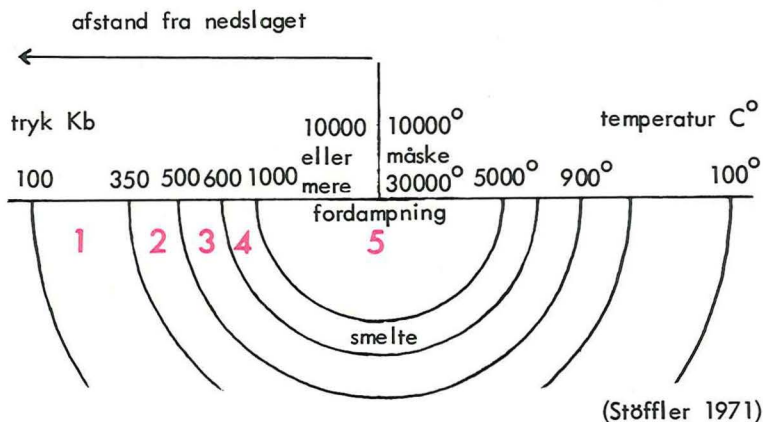 afstand fra nedslaget
tryk Kb
temperatur C°
10000 eller mere
10000° måske 30000°
100 350 500 600 1000
5000° 900° 100°
fordampning
1 2 3 4 5
smelte
(Stöffler 1971)